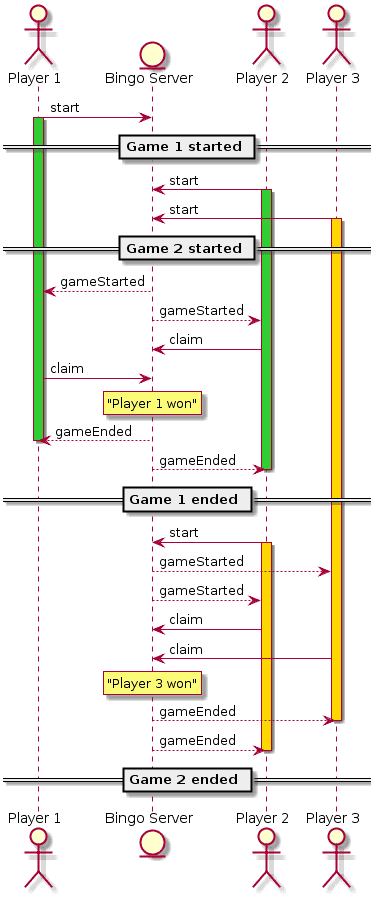 Player 1
Bingo Server
Player 2
Player 3
start
Game 1 started
start
start
Game 2 started
gameStarted
gameStarted
claim
claim
"Player 1 won"
gameEnded
gameEnded
Game 1 ended
start
gameStarted
gameStarted
claim
claim
"Player 3 won"
gameEnded
gameEnded
Game 2 ended
Player 1
Bingo Server
Player 2
Player 3